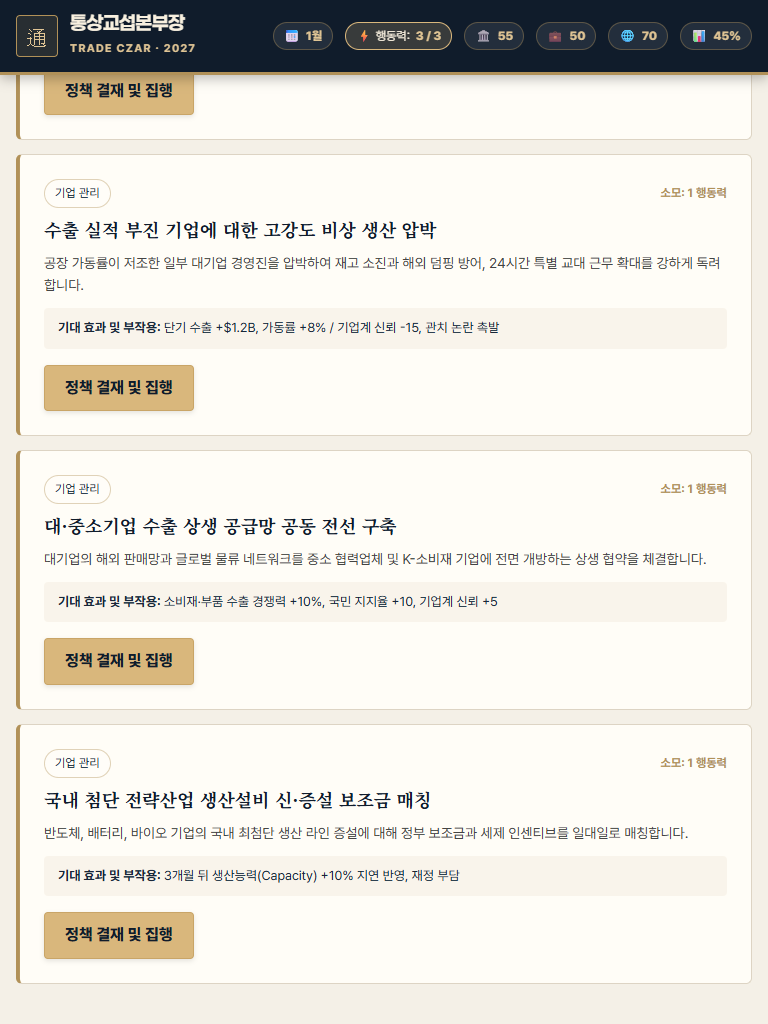 通
통상교섭본부장
TRADE CZAR · 2027
1월
행동력: 3 / 3
55
50
70
45%
정책 결재 및 집행
기업 관리
소모: 1 행동력
수출 실적 부진 기업에 대한 고강도 비상 생산 압박
공장 가동률이 저조한 일부 대기업 경영진을 압박하여 재고 소진과 해외 덤핑 방어, 24시간 특별 교대 근무 확대를 강하게 독려
합니다.
기대 효과 및 부작용: 단기 수출 +$1.2B, 가동률 +8% / 기업계 신뢰 -15, 관치 논란 촉발
정책 결재 및 집행
기업 관리
소모: 1 행동력
대·중소기업 수출 상생 공급망 공동 전선 구축
대기업의 해외 판매망과 글로벌 물류 네트워크를 중소 협력업체 및 K-소비재 기업에 전면 개방하는 상생 협약을 체결합니다.
기대 효과 및 부작용: 소비재·부품 수출 경쟁력 +10%, 국민 지지율 +10, 기업계 신뢰 +5
정책 결재 및 집행
기업 관리
소모: 1 행동력
국내 첨단 전략산업 생산설비 신·증설 보조금 매칭
반도체, 배터리, 바이오 기업의 국내 최첨단 생산 라인 증설에 대해 정부 보조금과 세제 인센티브를 일대일로 매칭합니다.
기대 효과 및 부작용: 3개월 뒤 생산능력(Capacity) +10% 지연 반영, 재정 부담
정책 결재 및 집행